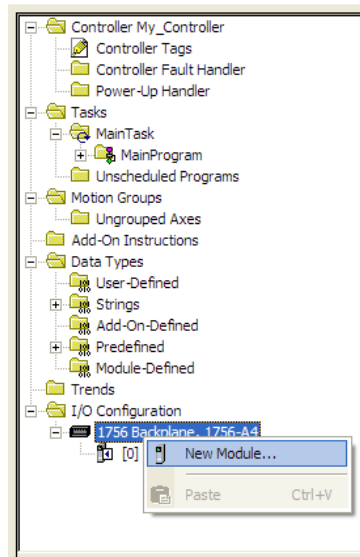 Controller My_Controller
Controller Tags
Controller Fault Handler
Power-Up Handler
Tasks
MainTask
MainProgram
Unscheduled Programs
Motion Groups
Ungrouped Axes
Add-On Instructions
Data Types
User-Defined
Strings
Add-On-Defined
Predefined
Module-Defined
Trends
I/O Configuration
1756 Backplane, 1756-A4
[0]
New Module...
Paste Ctrl+V